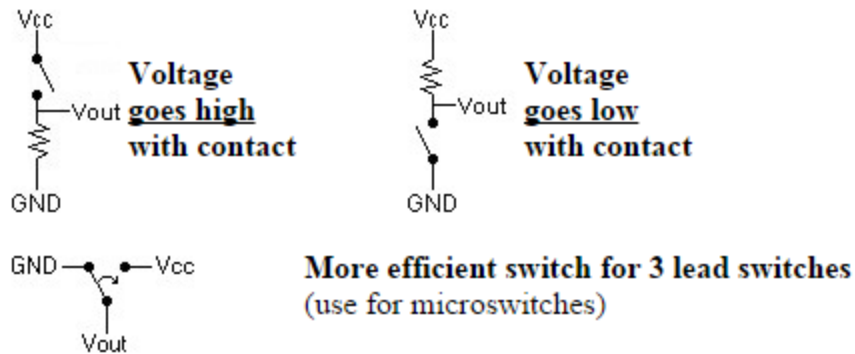 Vcc
Voltage
Vout goes high
with contact
GND
Vcc
Voltage
Vout goes low
with contact
GND
GND Vcc
More efficient switch for 3 lead switches
(use for microswitches)
Vout